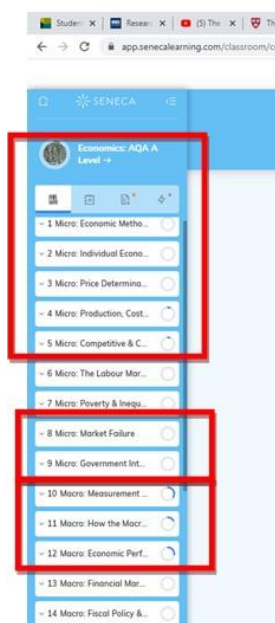 Studen
Resear
(5) The
Th
app.senecalearning.com/classroom/c
SENECA
Economics: AQA A
Level →
1 Micro: Economic Metho...
2 Micro: Individual Econo...
3 Micro: Price Determina...
4 Micro: Production, Cost...
5 Micro: Competitive & C...
6 Micro: The Labour Mar...
7 Micro: Poverty & Inequ...
8 Micro: Market Failure
9 Micro: Government Int...
10 Macro: Measurement ...
11 Macro: How the Macr...
12 Macro: Economic Perf...
13 Macro: Financial Mar...
14 Macro: Fiscal Policy &...